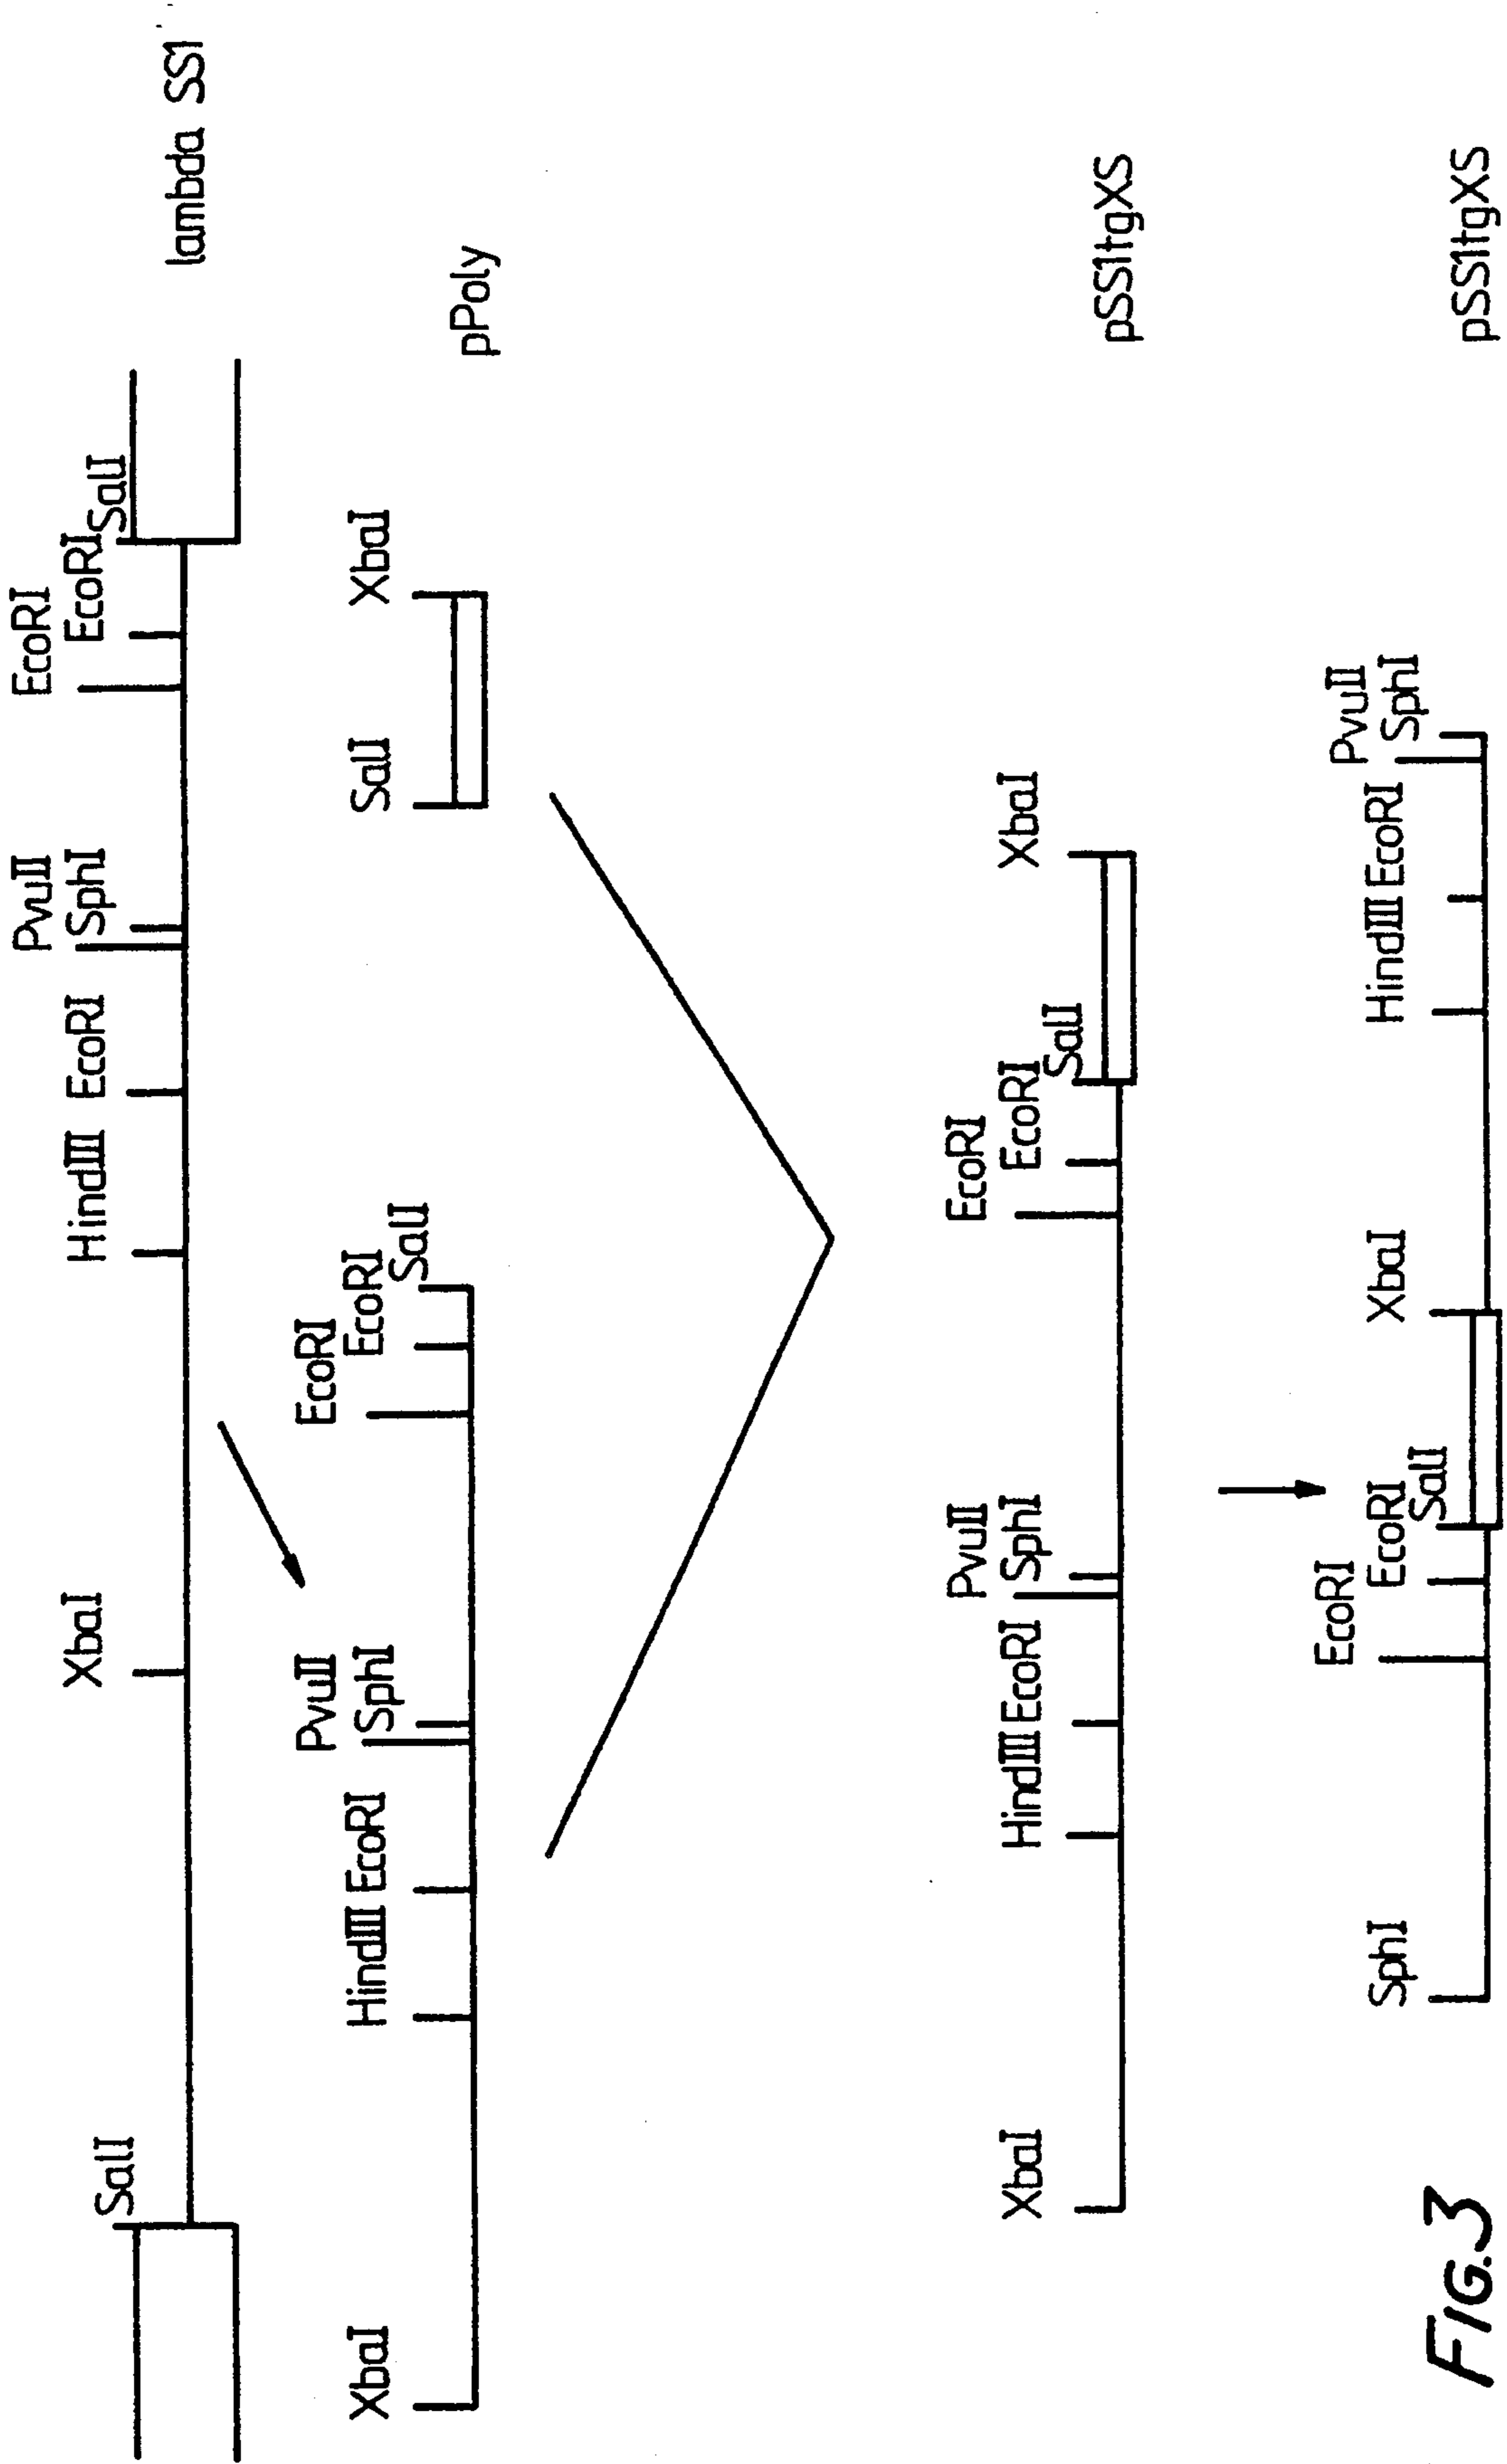 PvuII EcoRI
XbaI HindIII EcoRI SphI EcoRI
SalI SalI
lambda SS1
PvuII EcoRI
XbaI HindIII EcoRI SphI EcoRI SalI XbaI
SalI
pPoly
PvuII EcoRI
XbaI HindIII EcoRI SphI EcoRI XbaI
SalI
pSS1tgXS
EcoRI PvuII
SphI EcoRI XbaI HindIII EcoRI SphI
SalI
pSS1tgXS
FIG.3